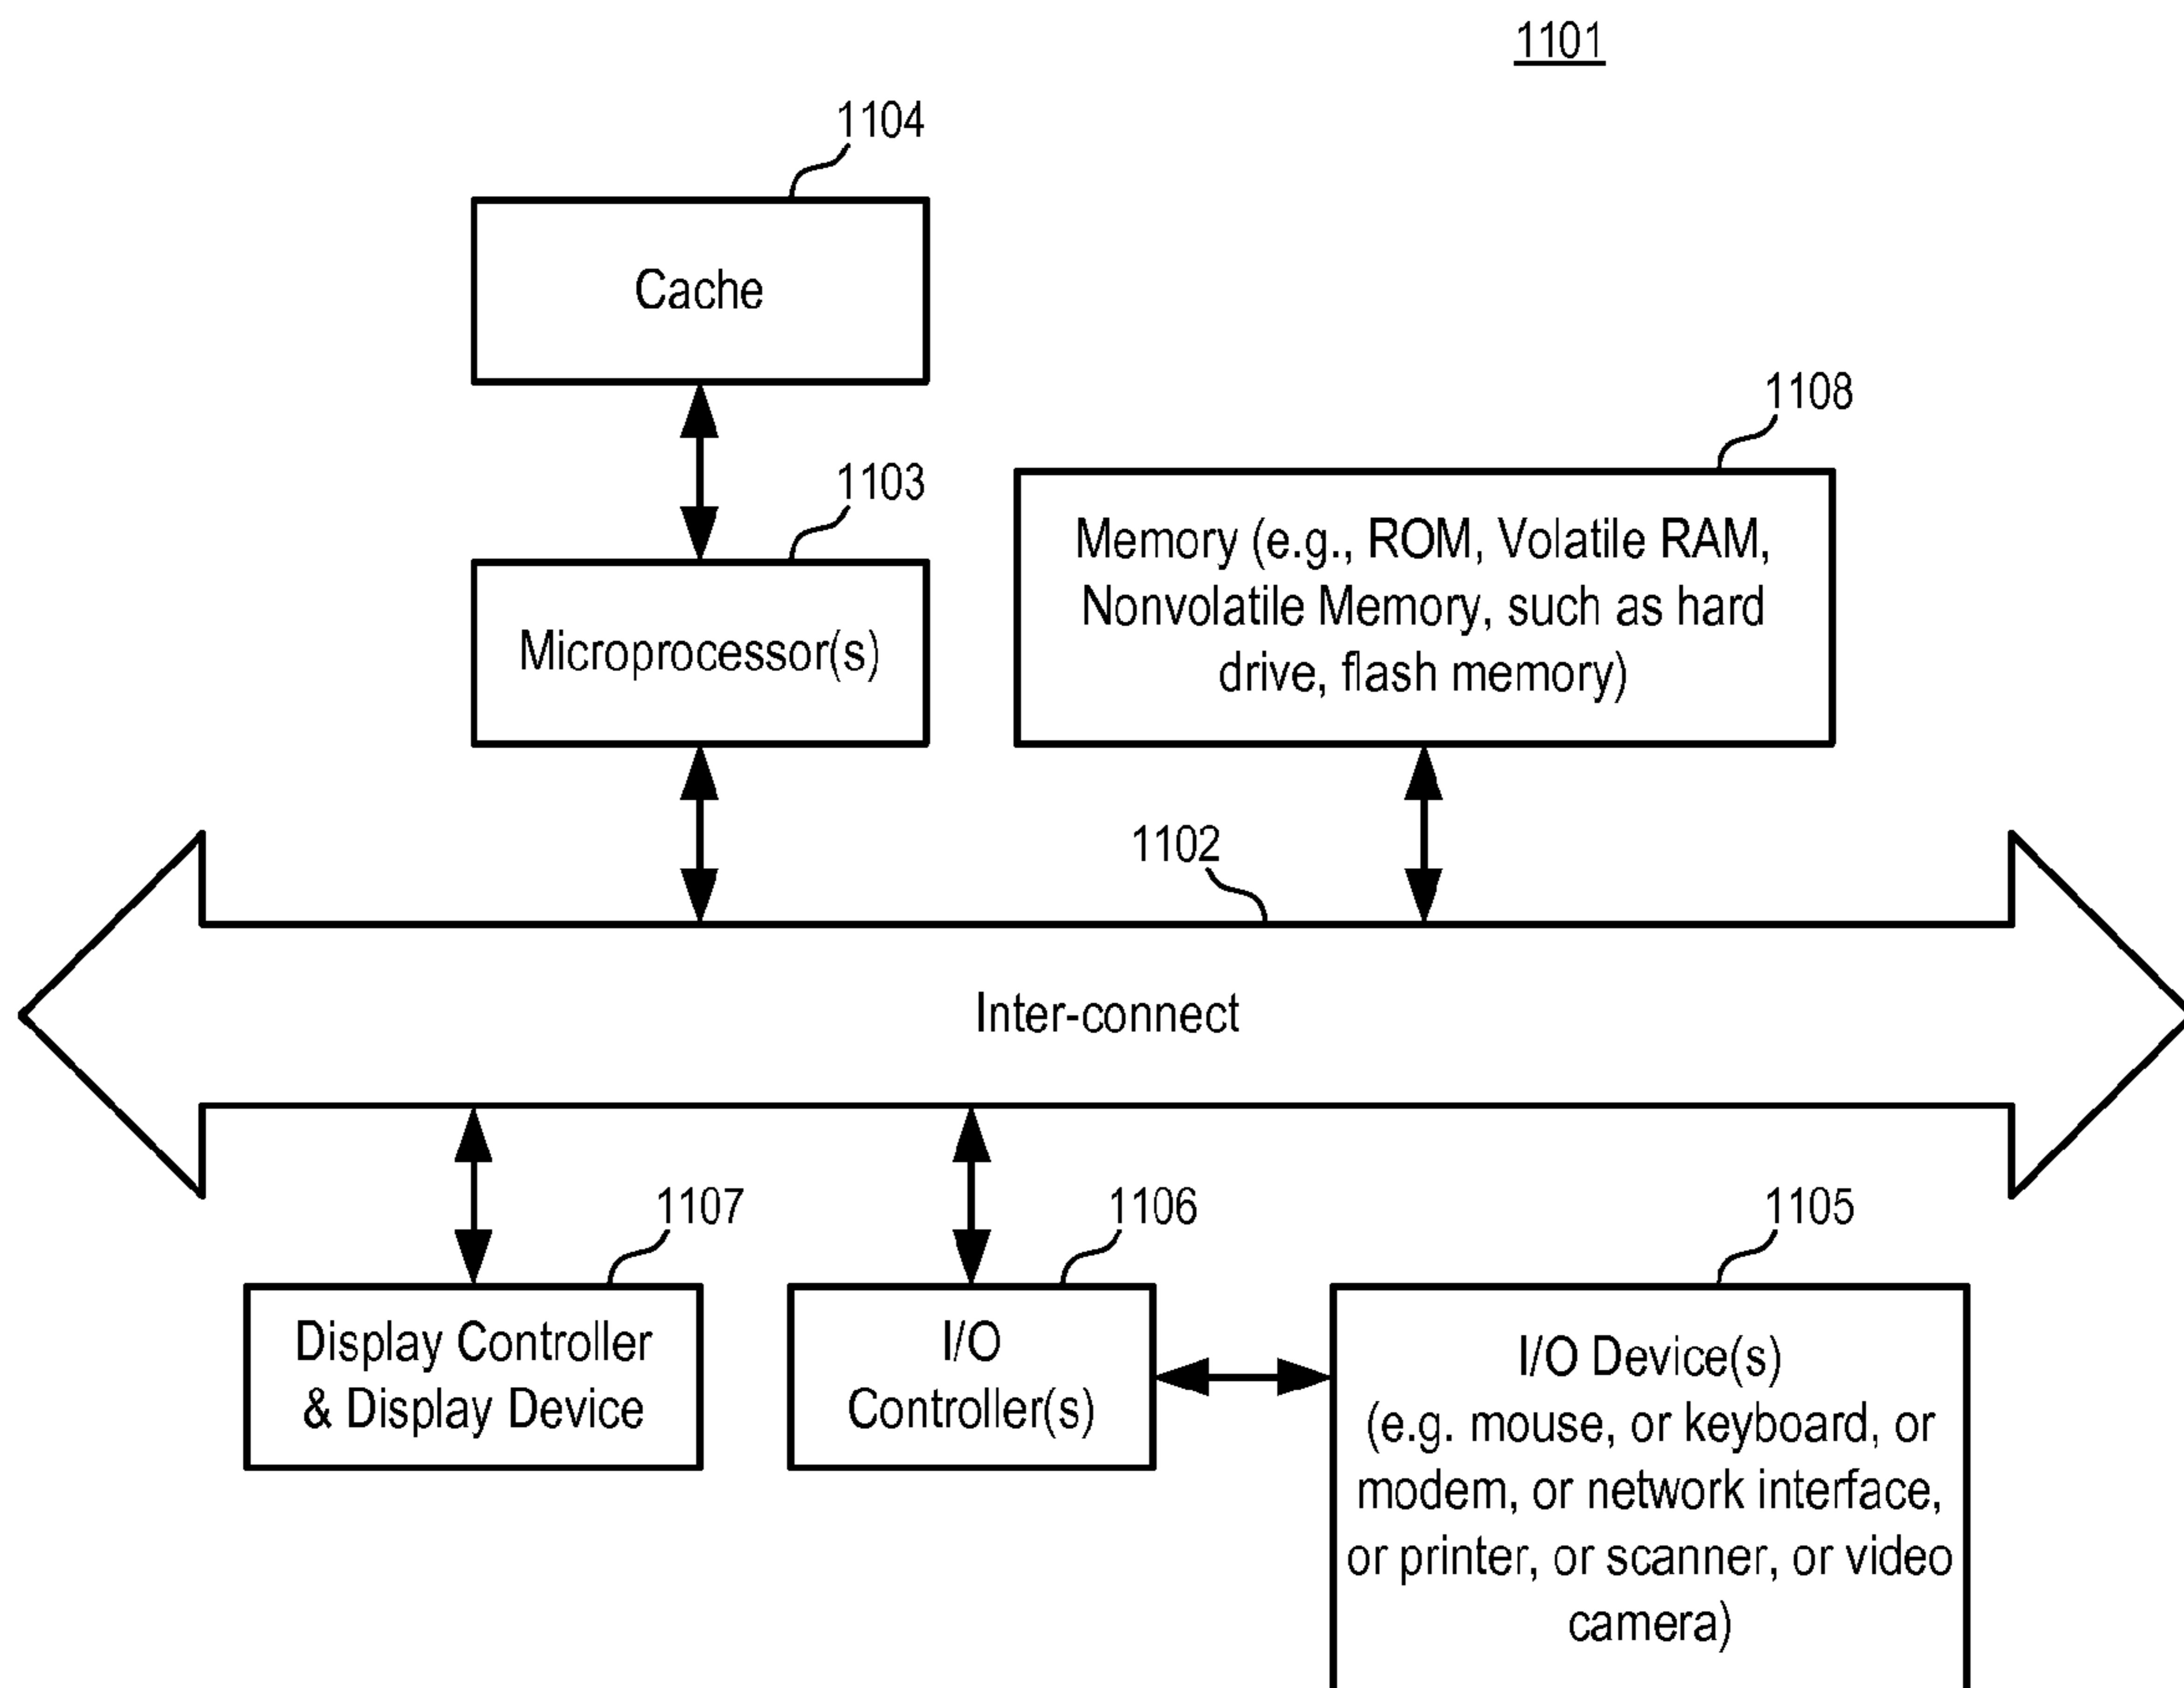 1101
1104
Cache
1108
1103
Memory (e.g., ROM, Volatile RAM,
Nonvolatile Memory, such as hard
drive, flash memory)
Microprocessor(s)
1102
Inter-connect
1107
1106
1105
Display Controller
& Display Device
I/O
Controller(s)
I/O Device(s)
(e.g. mouse, or keyboard, or
modem, or network interface,
or printer, or scanner, or video
camera)